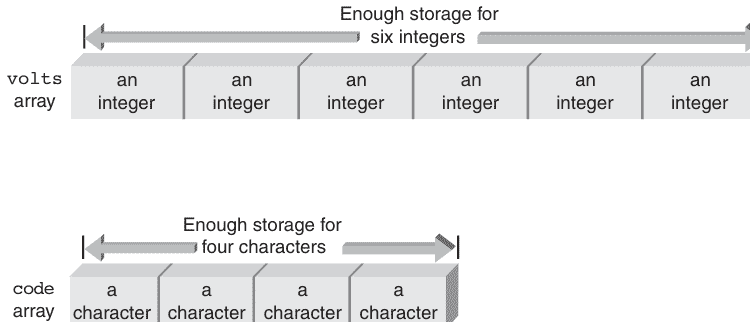 Enough storage for
six integers
volts
array
an
integer
an
integer
an
integer
an
integer
an
integer
an
integer
Enough storage for
four characters
code
array
a
character
a
character
a
character
a
character